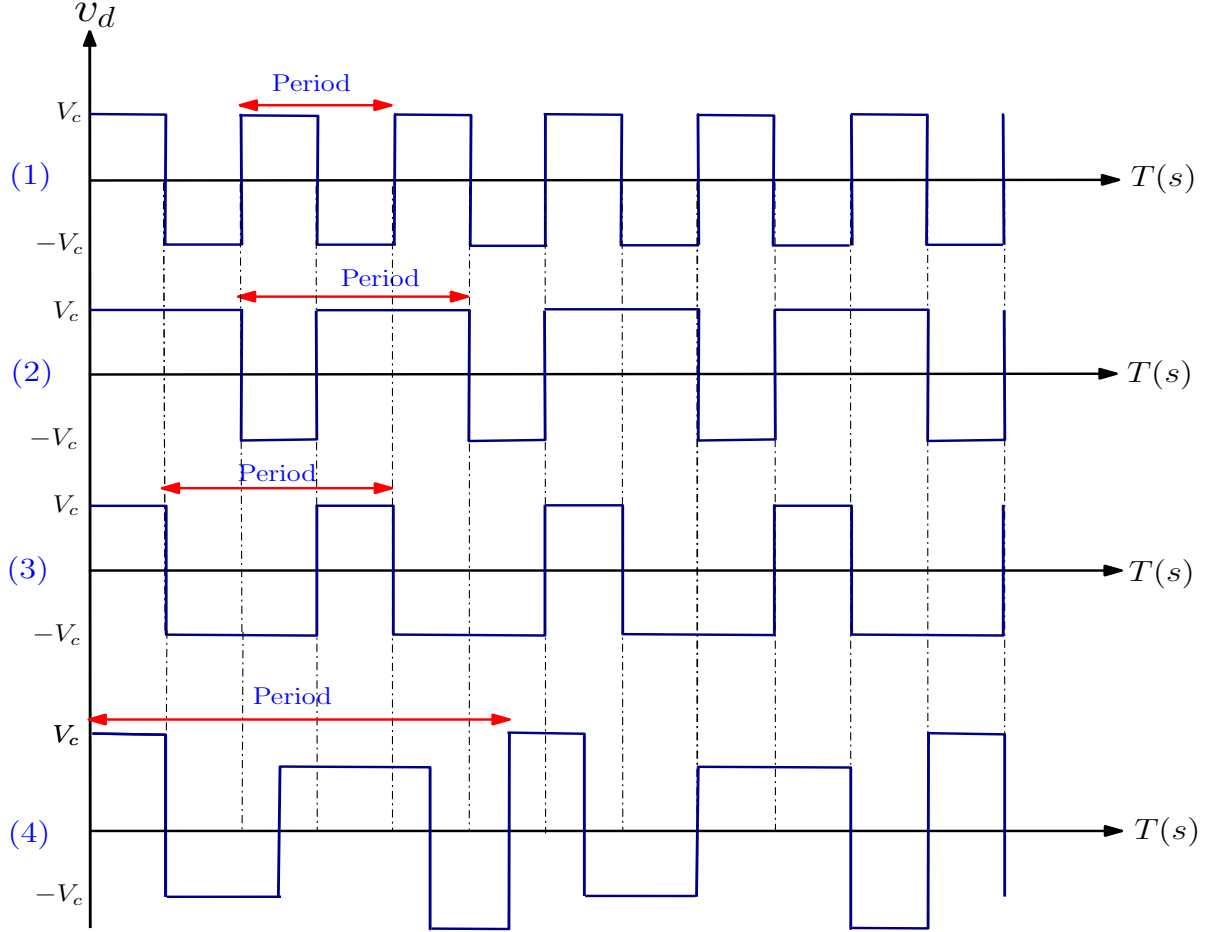 v_d
Period
V_c
(1)
T(s)
−V_c
Period
V_c
(2)
T(s)
−V_c
Period
V_c
(3)
T(s)
−V_c
Period
V_c
(4)
T(s)
−V_c